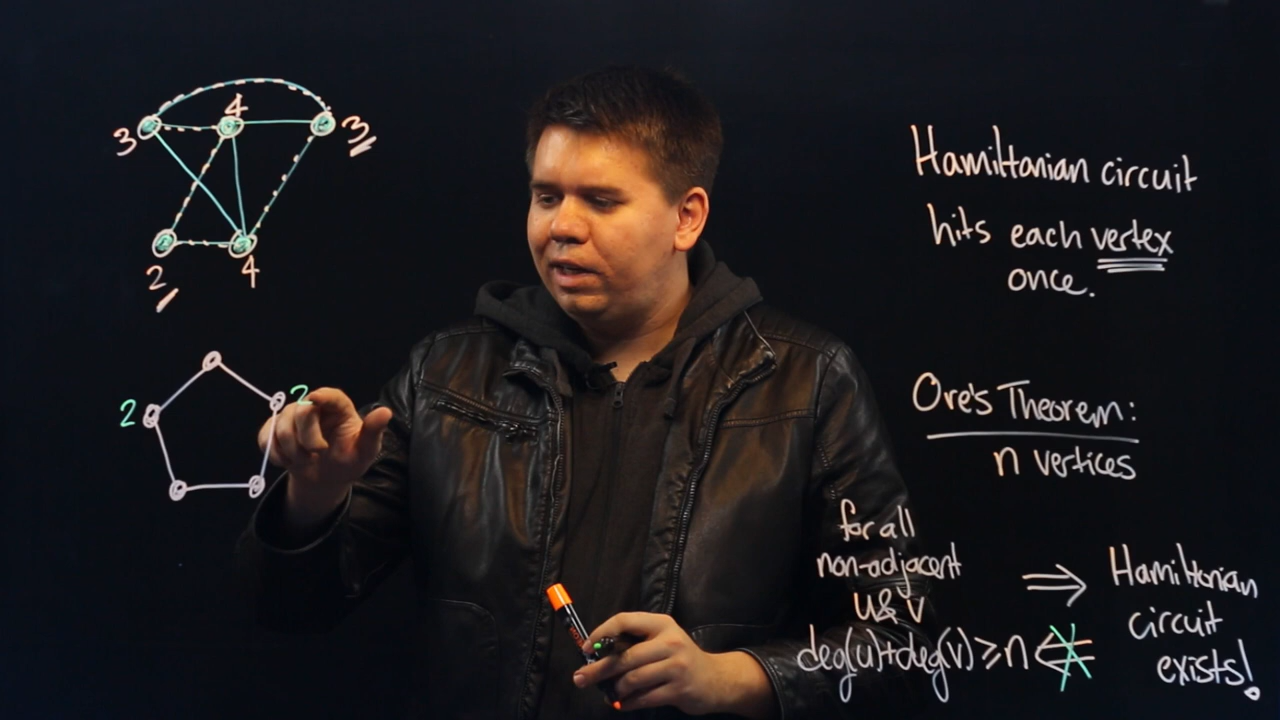 4
3
3
2
4
2
2
Hamiltonian circuit
hits each vertex
once.
Ore's Theorem:
n vertices
for all
non-adjacent
u & v
deg(u)+deg(v) ≥ n
⇒
⇐
Hamiltonian
circuit
exists!